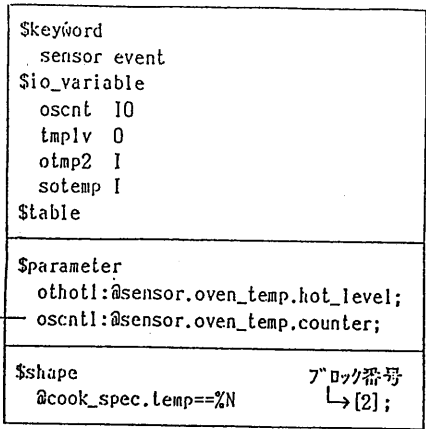 $keyword
sensor event
$io_variable
oscnt IO
tmplv O
otmp2 I
sotemp I
$table
$parameter
othotl:@sensor.oven_temp.hot_level;
oscntl:@sensor.oven_temp.counter;
$shape ブロック番号
@cook_spec.temp==%N └→[2];